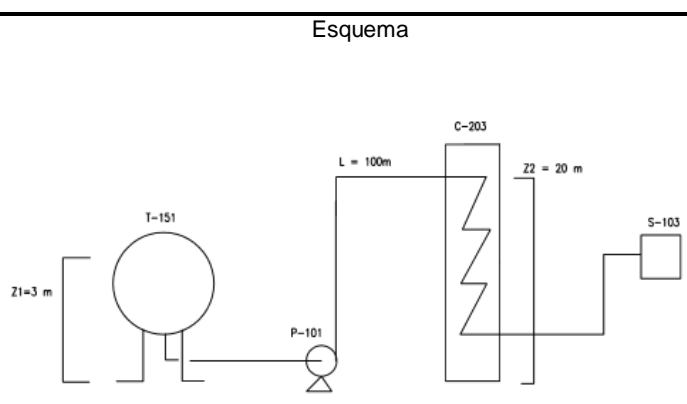 Esquema
C-203
L = 100m
Z2 = 20 m
T-151
S-103
Z1=3 m
P-101